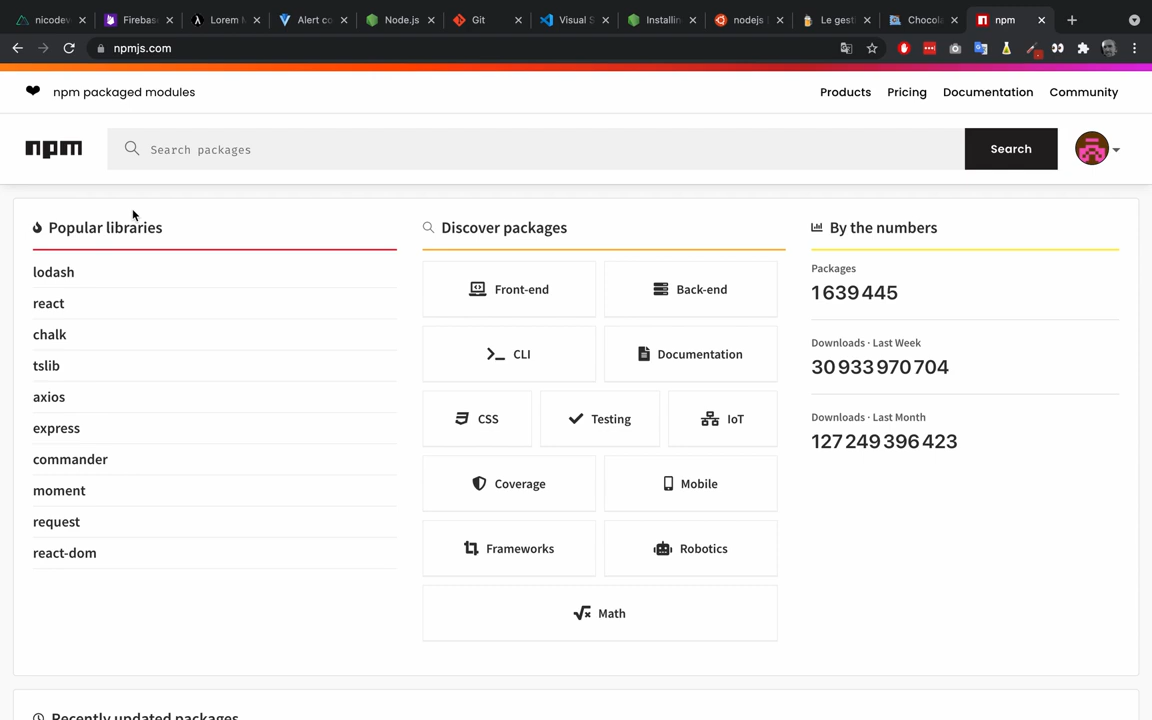 nicodev
Firebas
Lorem
Alert co
Node.js
Git
Visual S
Installin
nodejs
Le gesti
Chocola
npm
npmjs.com
npm packaged modules
Products
Pricing
Documentation
Community
npm
Search packages
Search
Popular libraries
lodash
react
chalk
tslib
axios
express
commander
moment
request
react-dom
Discover packages
Front-end
Back-end
CLI
Documentation
CSS
Testing
IoT
Coverage
Mobile
Frameworks
Robotics
Math
By the numbers
Packages
1 639 445
Downloads · Last Week
30 933 970 704
Downloads · Last Month
127 249 396 423
Recently updated packages